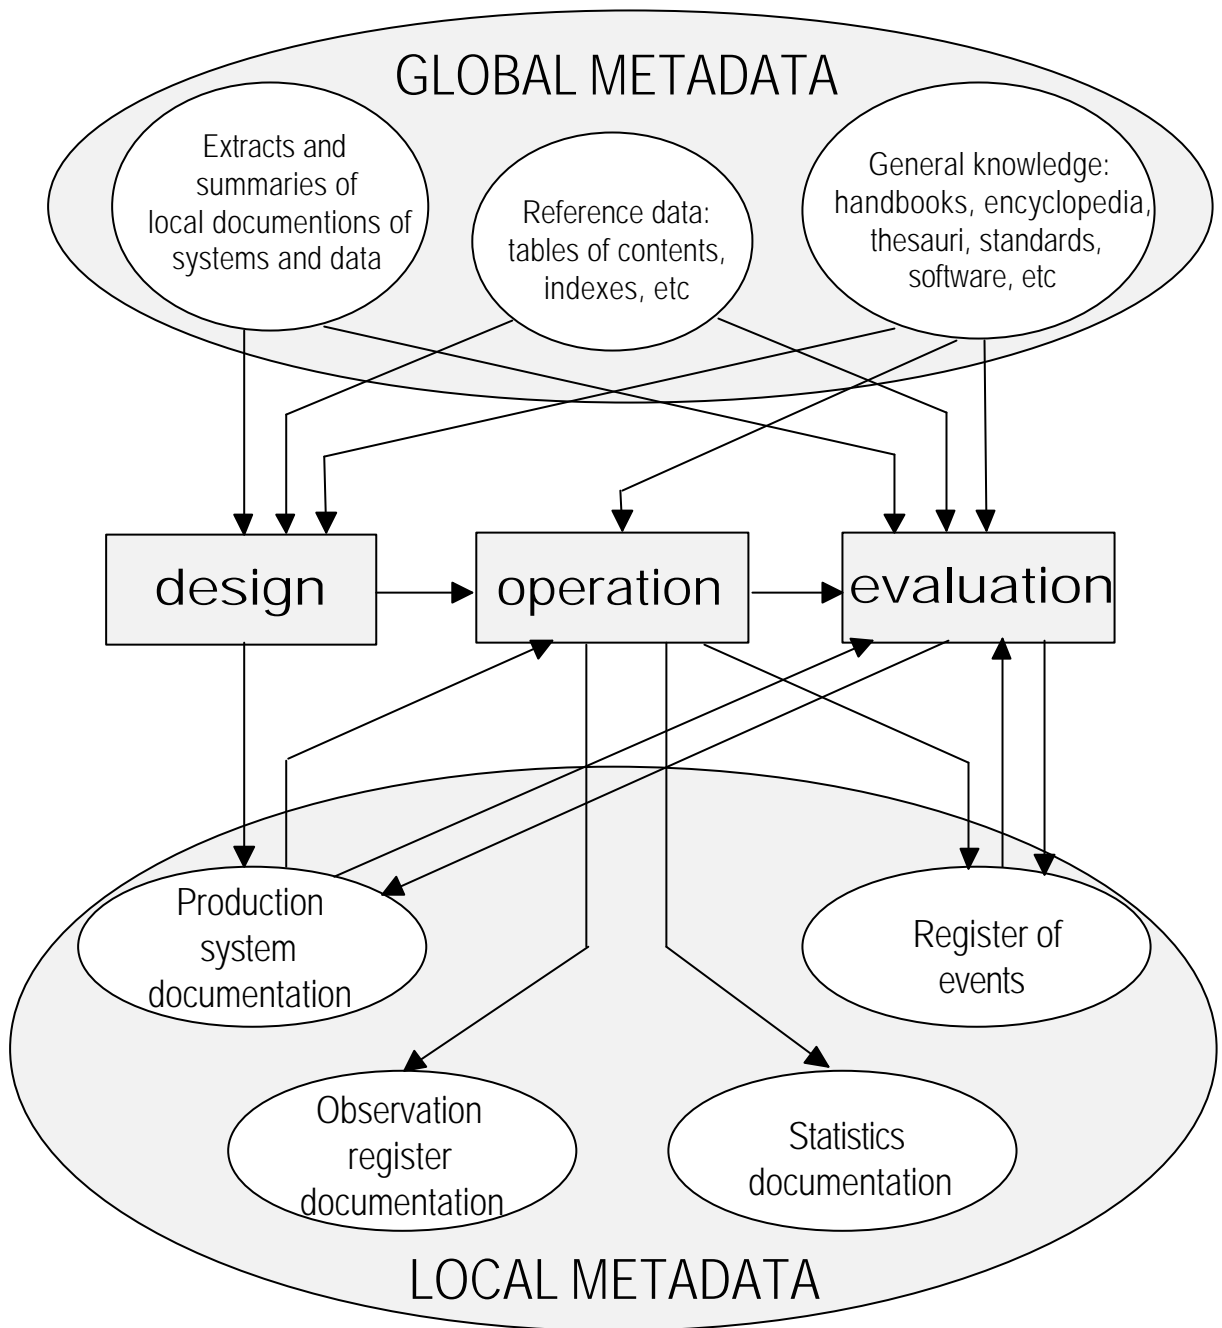 GLOBAL METADATA
Extracts and
summaries of
local documentions of
systems and data
Reference data:
tables of contents,
indexes, etc
General knowledge:
handbooks, encyclopedia,
thesauri, standards,
software, etc
design
operation
evaluation
Production
system
documentation
Register of
events
Observation
register
documentation
Statistics
documentation
LOCAL METADATA